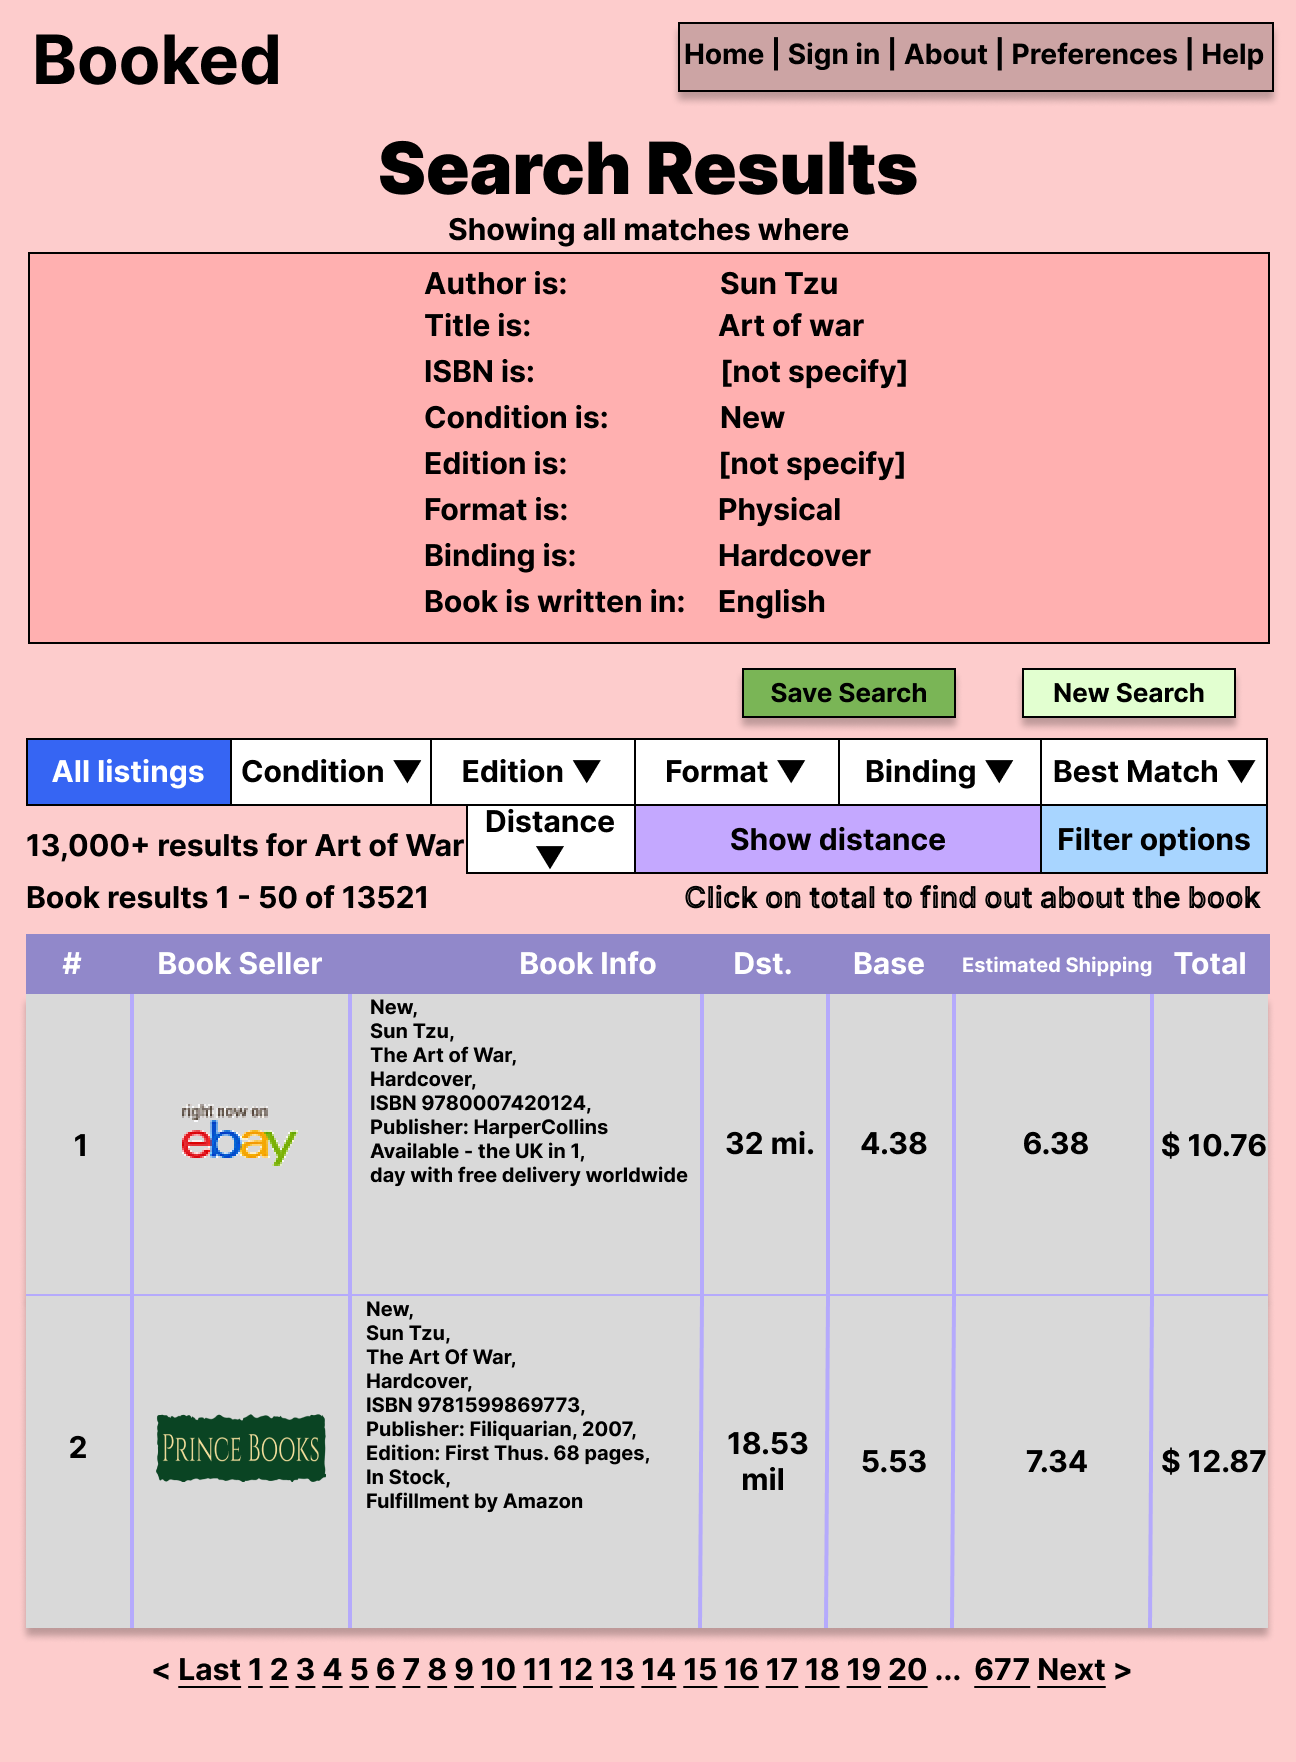 Booked
Home | Sign in | About | Preferences | Help
Search Results
Showing all matches where
Author is: Sun Tzu
Title is: Art of war
ISBN is: [not specify]
Condition is: New
Edition is: [not specify]
Format is: Physical
Binding is: Hardcover
Book is written in: English
Save Search New Search
All listings Condition ▼ Edition ▼ Format ▼ Binding ▼ Best Match ▼
13,000+ results for Art of War
Distance
▼
Show distance
Filter options
Book results 1 - 50 of 13521
Click on total to find out about the book
# Book Seller Book Info Dst. Base Estimated Shipping Total
1
right now on
ebay
New,
Sun Tzu,
The Art of War,
Hardcover,
ISBN 9780007420124,
Publisher: HarperCollins
Available - the UK in 1,
day with free delivery worldwide
32 mi.
4.38
6.38
$ 10.76
2
PRINCE BOOKS
New,
Sun Tzu,
The Art Of War,
Hardcover,
ISBN 9781599869773,
Publisher: Filiquarian, 2007,
Edition: First Thus. 68 pages,
In Stock,
Fulfillment by Amazon
18.53
mil
5.53
7.34
$ 12.87
< Last 1 2 3 4 5 6 7 8 9 10 11 12 13 14 15 16 17 18 19 20 ... 677 Next >